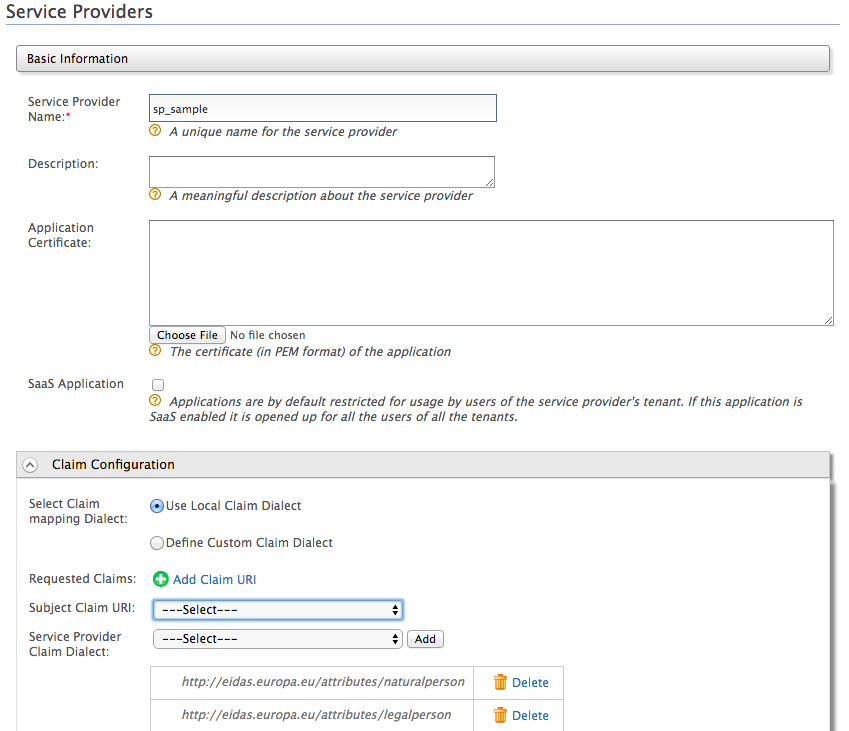 Service Providers
Basic Information
Service Provider
Name:*
sp_sample
A unique name for the service provider
Description:
A meaningful description about the service provider
Application
Certificate:
Choose File No file chosen
The certificate (in PEM format) of the application
SaaS Application
Applications are by default restricted for usage by users of the service provider's tenant. If this application is
SaaS enabled it is opened up for all the users of all the tenants.
Claim Configuration
Select Claim
mapping Dialect:
Use Local Claim Dialect
Define Custom Claim Dialect
Requested Claims: Add Claim URI
Subject Claim URI: ---Select---
Service Provider
Claim Dialect:
---Select--- Add
http://eidas.europa.eu/attributes/naturalperson Delete
http://eidas.europa.eu/attributes/legalperson Delete